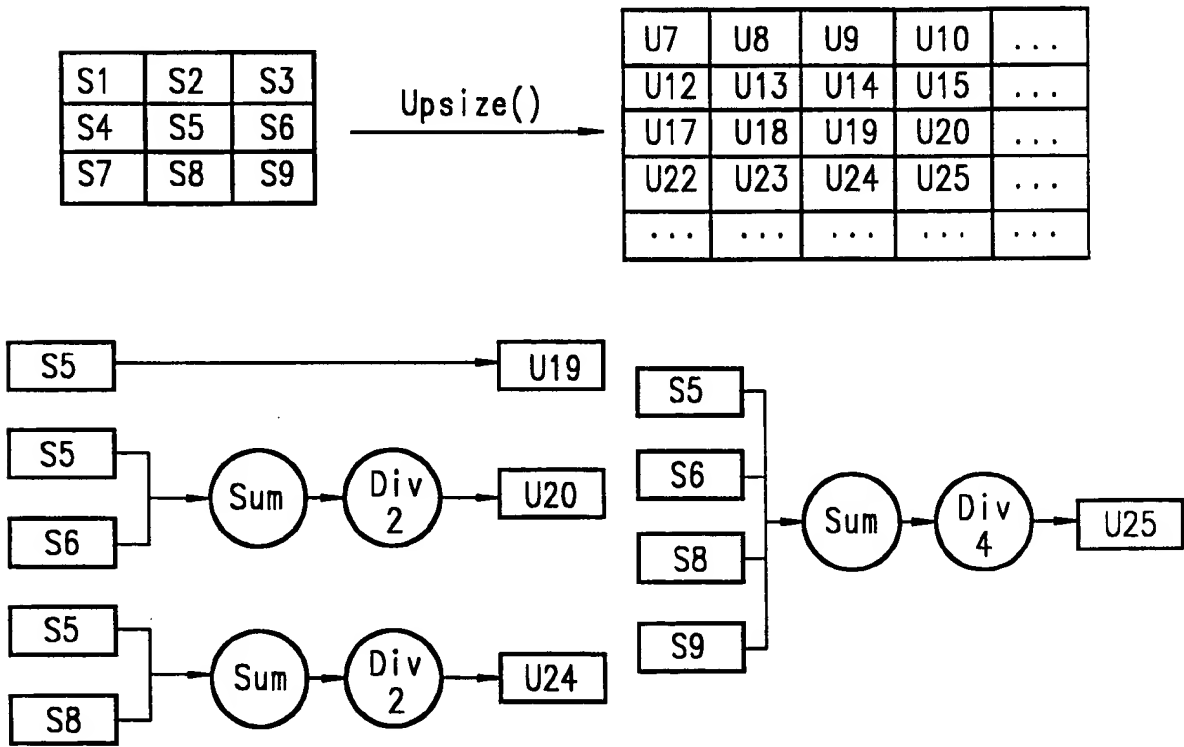 S1 S2 S3
S4 S5 S6
S7 S8 S9
Upsize()
U7 U8 U9 U10 ...
U12 U13 U14 U15 ...
U17 U18 U19 U20 ...
U22 U23 U24 U25 ...
... ... ... ... ...
S5 U19
S5
S6
Sum
Div
2
U20
S5
S8
Sum
Div
2
U24
S5
S6
S8
S9
Sum
Div
4
U25